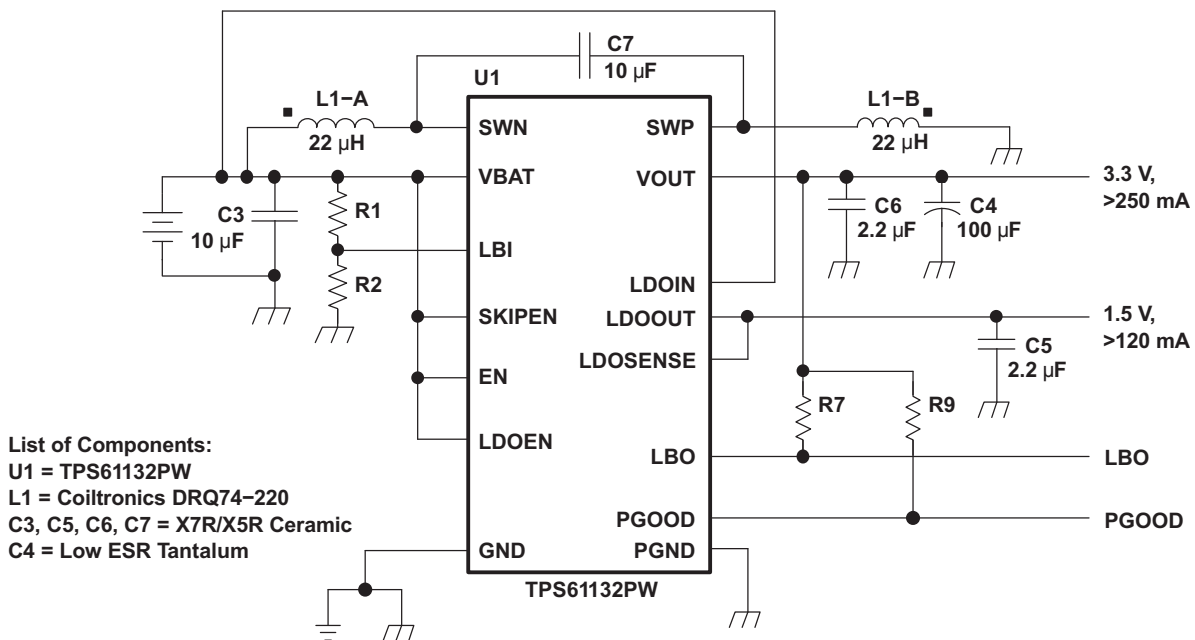 C7
10 µF
U1
L1−A
22 µH
L1−B
22 µH
SWN
SWP
VBAT
VOUT
3.3 V,
>250 mA
C3
10 µF
R1
C6
2.2 µF
C4
100 µF
LBI
R2
LDOIN
SKIPEN
LDOOUT
1.5 V,
>120 mA
LDOSENSE
C5
2.2 µF
EN
R7
R9
LDOEN
LBO
LBO
PGOOD
PGOOD
GND
PGND
TPS61132PW
List of Components:
U1 = TPS61132PW
L1 = Coiltronics DRQ74−220
C3, C5, C6, C7 = X7R/X5R Ceramic
C4 = Low ESR Tantalum